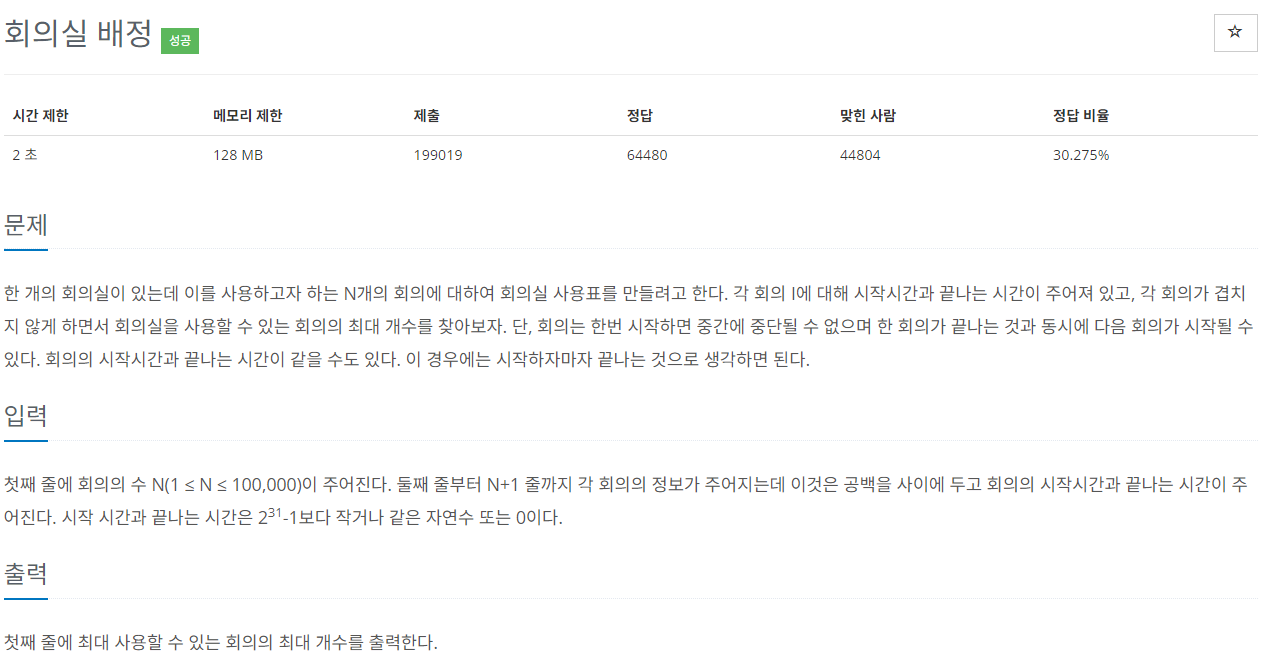 회의실 배정 성공
☆
시간 제한 메모리 제한 제출 정답 맞힌 사람 정답 비율
2 초 128 MB 199019 64480 44804 30.275%
문제
한 개의 회의실이 있는데 이를 사용하고자 하는 N개의 회의에 대하여 회의실 사용표를 만들려고 한다. 각 회의 I에 대해 시작시간과 끝나는 시간이 주어져 있고, 각 회의가 겹치
지 않게 하면서 회의실을 사용할 수 있는 회의의 최대 개수를 찾아보자. 단, 회의는 한번 시작하면 중간에 중단될 수 없으며 한 회의가 끝나는 것과 동시에 다음 회의가 시작될 수
있다. 회의의 시작시간과 끝나는 시간이 같을 수도 있다. 이 경우에는 시작하자마자 끝나는 것으로 생각하면 된다.
입력
첫째 줄에 회의의 수 N(1 ≤ N ≤ 100,000)이 주어진다. 둘째 줄부터 N+1 줄까지 각 회의의 정보가 주어지는데 이것은 공백을 사이에 두고 회의의 시작시간과 끝나는 시간이 주
어진다. 시작 시간과 끝나는 시간은 2³¹-1보다 작거나 같은 자연수 또는 0이다.
출력
첫째 줄에 최대 사용할 수 있는 회의의 최대 개수를 출력한다.